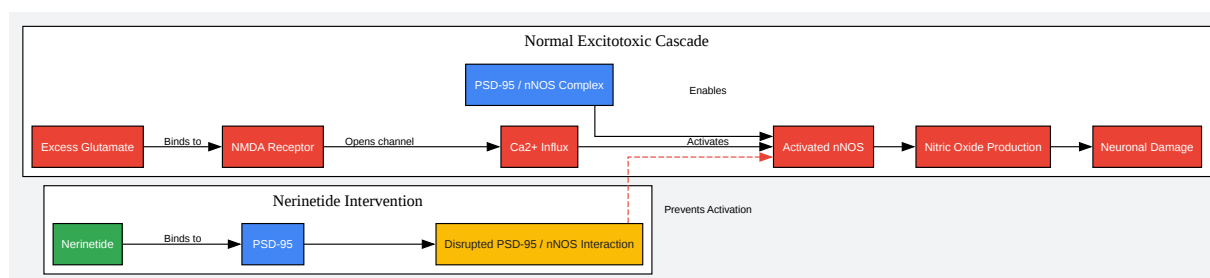 Normal Excitotoxic Cascade
PSD-95 / nNOS Complex
Enables
Excess Glutamate
Binds to
NMDA Receptor
Opens channel
Ca2+ Influx
Activates
Activated nNOS
Nitric Oxide Production
Neuronal Damage
Nerinetide Intervention
Prevents Activation
Nerinetide
Binds to
PSD-95
Disrupted PSD-95 / nNOS Interaction